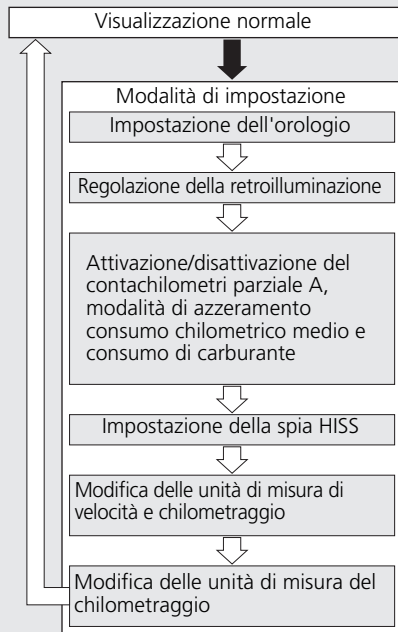 Visualizzazione normale
Modalità di impostazione
Impostazione dell'orologio
Regolazione della retroilluminazione
Attivazione/disattivazione del
contachilometri parziale A,
modalità di azzeramento
consumo chilometrico medio e
consumo di carburante
Impostazione della spia HISS
Modifica delle unità di misura di
velocità e chilometraggio
Modifica delle unità di misura del
chilometraggio